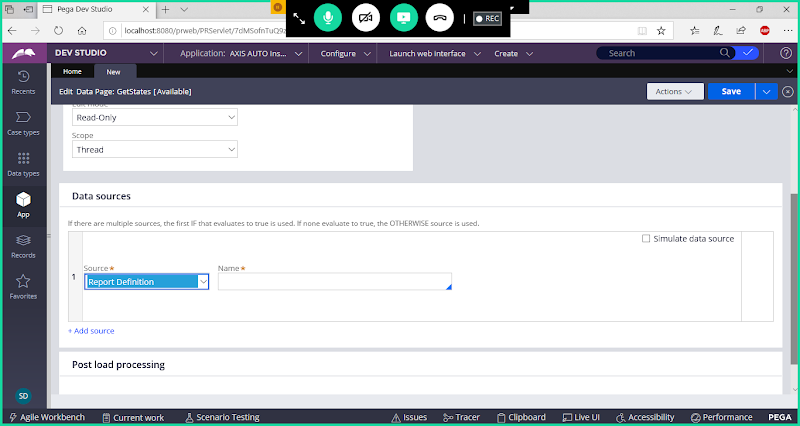 Pega Dev Studio
REC
localhost:8080/prweb/PRServlet/7dMSofnTuQ9z
ABP
DEV STUDIO
Application: AXIS AUTO Ins...
Configure
Launch web interface
Create
Search
Recents
Case types
Data types
App
Records
Favorites
SD
Home
New
Edit Data Page: GetStates [Available]
Actions
Save
Edit mode
Read-Only
Scope
Thread
Data sources
If there are multiple sources, the first IF that evaluates to true is used. If none evaluate to true, the OTHERWISE source is used.
Simulate data source
1
Source*
Name*
Report Definition
+ Add source
Post load processing
Agile Workbench
Current work
Scenario Testing
Issues
Tracer
Clipboard
Live UI
Accessibility
Performance
PEGA